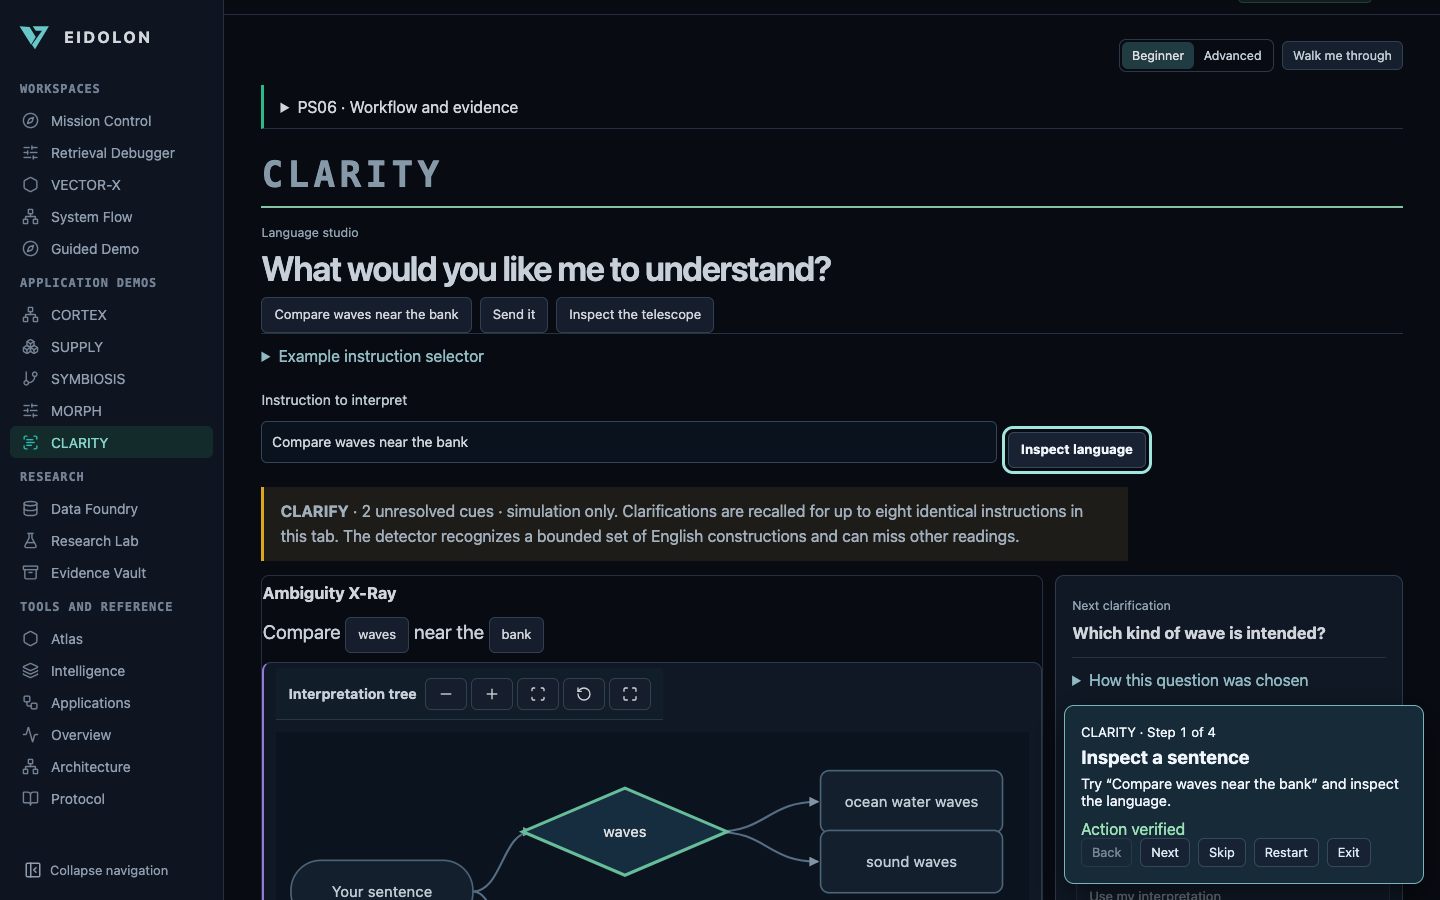 EIDOLON
WORKSPACES
Mission Control
Retrieval Debugger
VECTOR-X
System Flow
Guided Demo
APPLICATION DEMOS
CORTEX
SUPPLY
SYMBIOSIS
MORPH
CLARITY
RESEARCH
Data Foundry
Research Lab
Evidence Vault
TOOLS AND REFERENCE
Atlas
Intelligence
Applications
Overview
Architecture
Protocol
Collapse navigation
Beginner Advanced Walk me through
PS06 · Workflow and evidence
CLARITY
Language studio
What would you like me to understand?
Compare waves near the bank Send it Inspect the telescope
Example instruction selector
Instruction to interpret
Compare waves near the bank Inspect language
CLARIFY · 2 unresolved cues · simulation only. Clarifications are recalled for up to eight identical instructions in
this tab. The detector recognizes a bounded set of English constructions and can miss other readings.
Ambiguity X-Ray
Compare waves near the bank
Interpretation tree
waves
ocean water waves
sound waves
Your sentence
Next clarification
Which kind of wave is intended?
How this question was chosen
CLARITY · Step 1 of 4
Inspect a sentence
Try “Compare waves near the bank” and inspect
the language.
Action verified
Back Next Skip Restart Exit
Use my interpretation